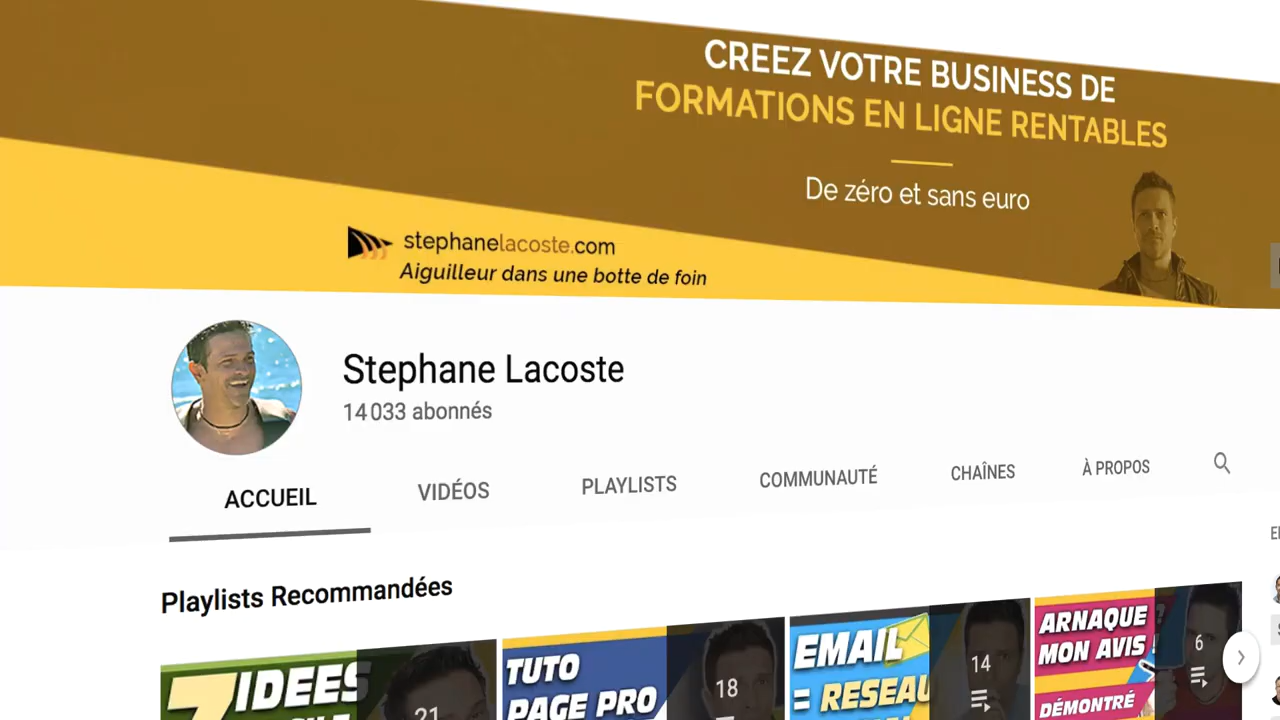 CREEZ VOTRE BUSINESS DE
FORMATIONS EN LIGNE RENTABLES
De zéro et sans euro
stephanelacoste.com
Aiguilleur dans une botte de foin
Stephane Lacoste
14 033 abonnés
ACCUEIL VIDÉOS PLAYLISTS COMMUNAUTÉ CHAÎNES À PROPOS
Playlists Recommandées
7 IDEES
21
TUTO
PAGE PRO
18
EMAIL
= RESEAU
14
ARNAQUE ?
MON AVIS !
DÉMONTRÉ
6